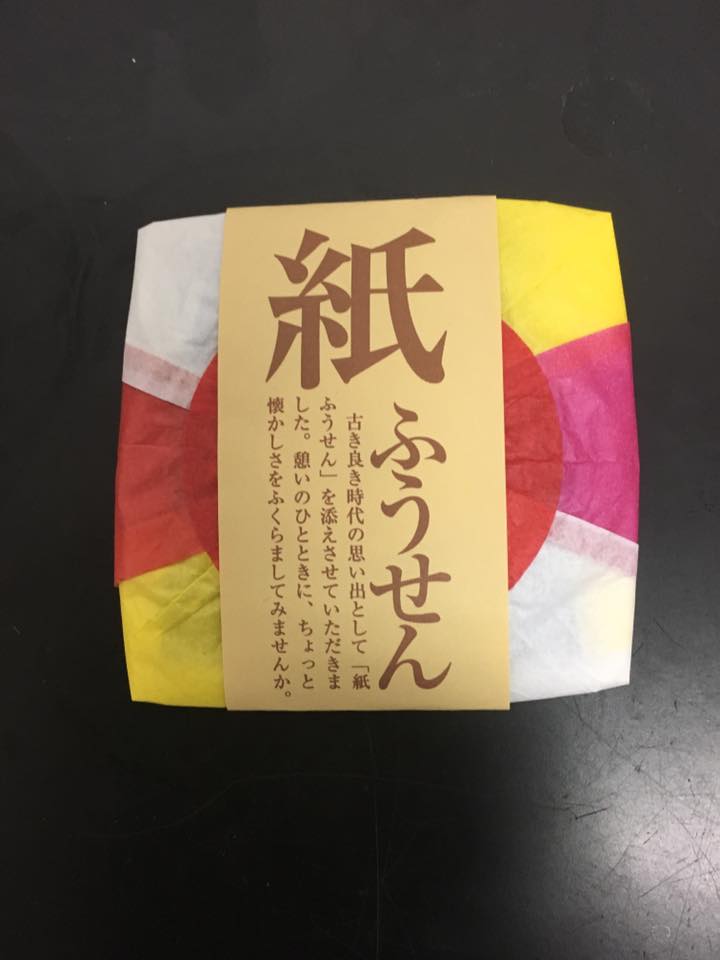 紙ふうせん
古き良き時代の思い出として「紙
ふうせん」を添えさせていただきま
した。憩いのひとときに、ちょっと
懐かしさをふくらましてみませんか。